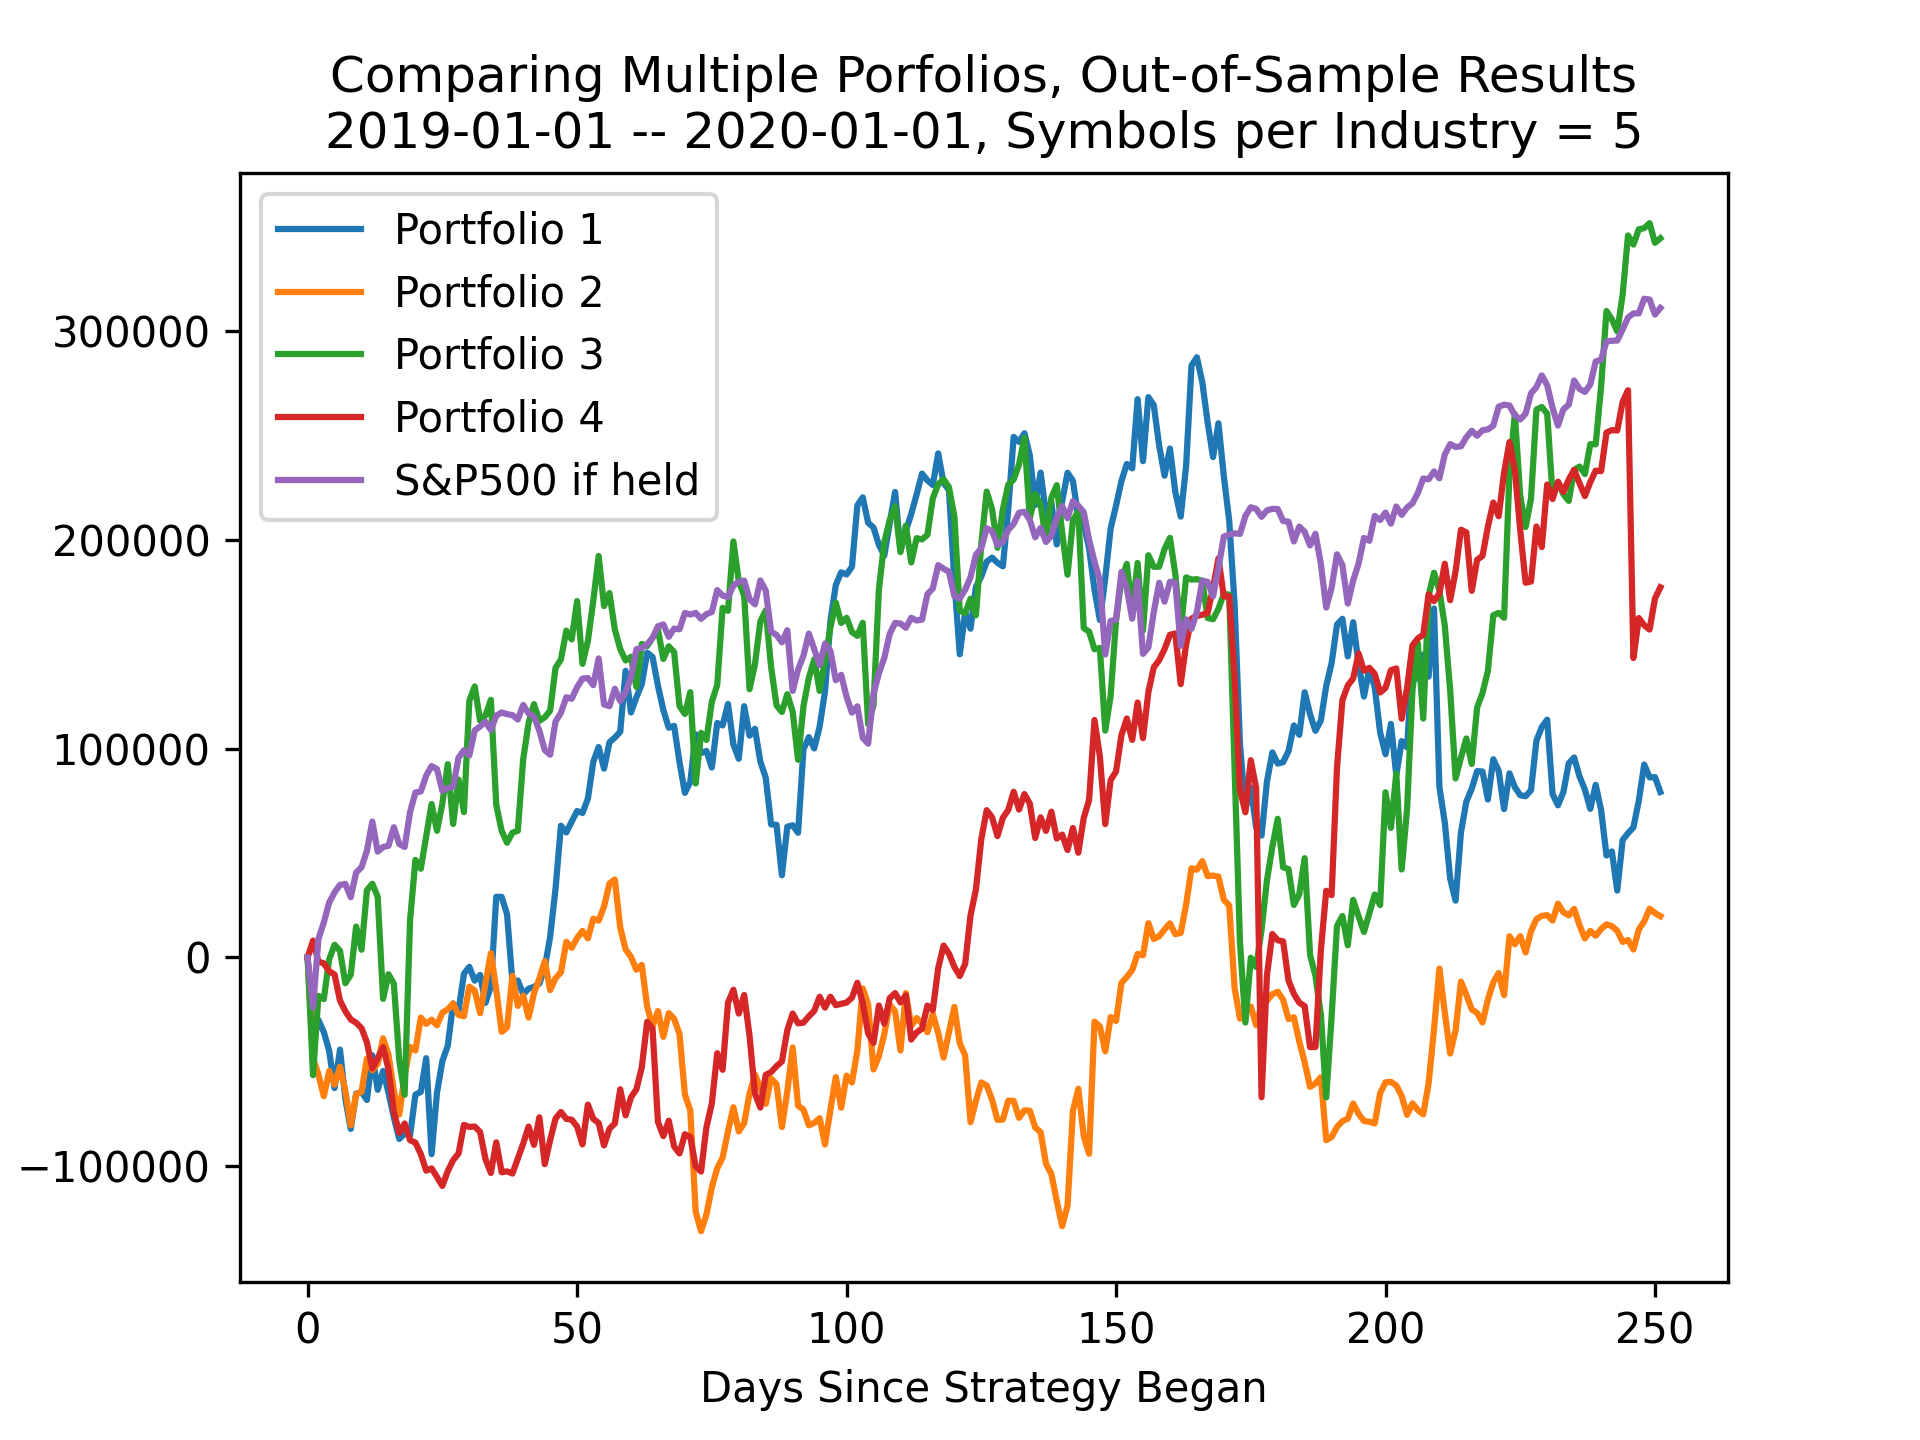 Comparing Multiple Porfolios, Out-of-Sample Results
2019-01-01 -- 2020-01-01, Symbols per Industry = 5
Portfolio 1
Portfolio 2
Portfolio 3
Portfolio 4
S&P500 if held
300000
200000
100000
0
−100000
0 50 100 150 200 250
Days Since Strategy Began